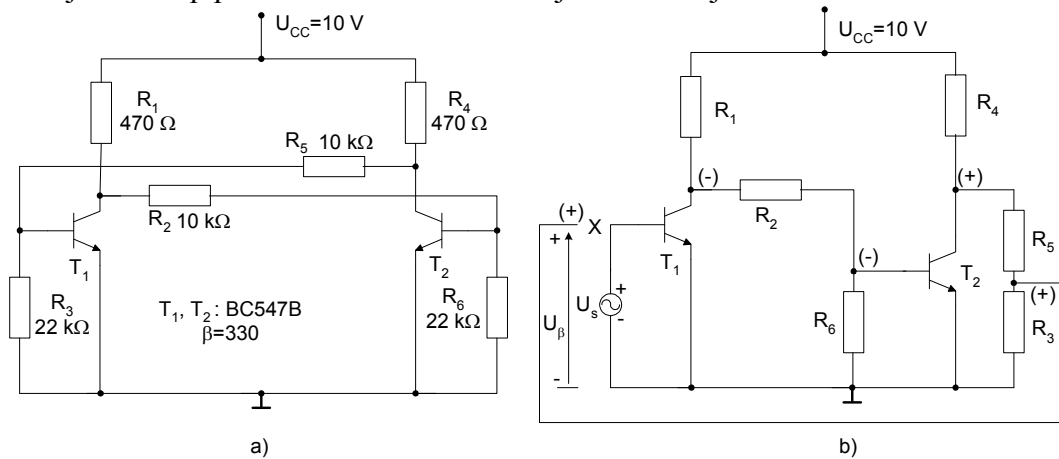 U_CC=10 V
R_1
470 Ω
R_4
470 Ω
R_5 10 kΩ
R_2 10 kΩ
T_1
T_2
R_3
22 kΩ
T_1, T_2 : BC547B
β=330
R_6
22 kΩ
a)
U_CC=10 V
R_1
R_4
(-)
(+)
R_2
(+)
+
X
T_1
(-)
T_2
R_5
(+)
U_β
U_s
+
-
R_6
R_3
-
b)